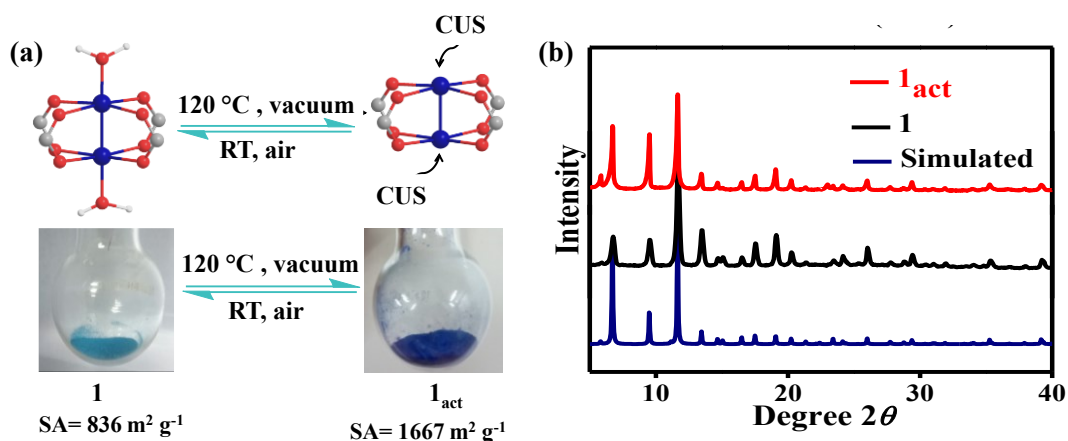 (a)
CUS
120 °C , vacuum
RT, air
CUS
120 °C , vacuum
RT, air
1
SA= 836 m² g⁻¹
1act
SA= 1667 m² g⁻¹
(b)
1act
1
Simulated
Intensity
10
20
30
40
Degree 2θ